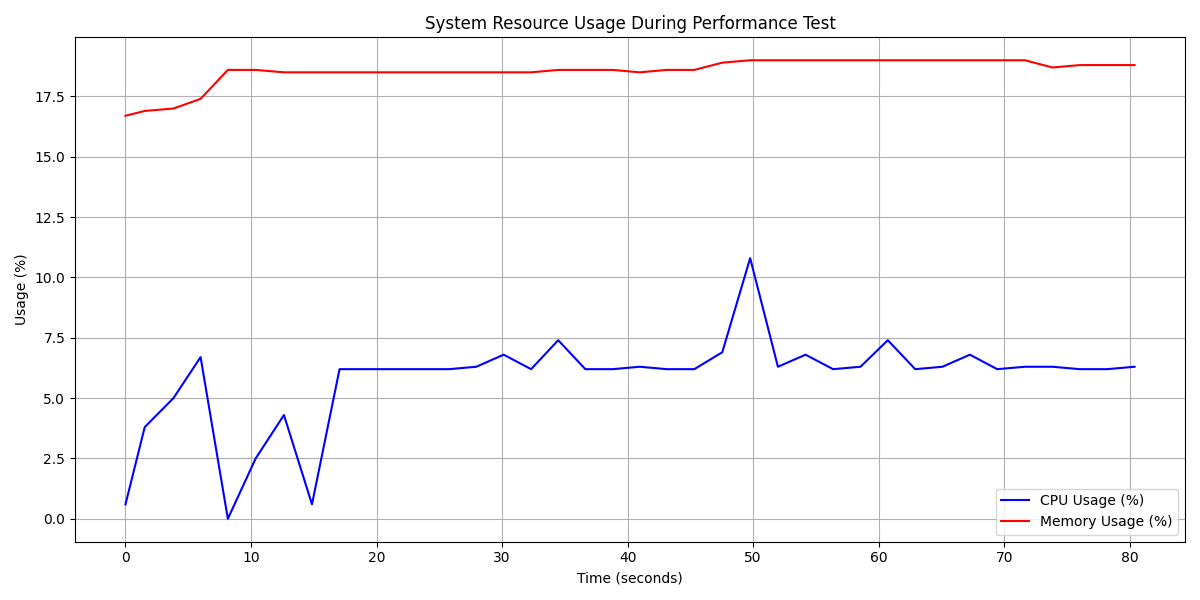 System Resource Usage During Performance Test
Usage (%)
17.5
15.0
12.5
10.0
7.5
5.0
2.5
0.0
0 10 20 30 40 50 60 70 80
Time (seconds)
CPU Usage (%)
Memory Usage (%)